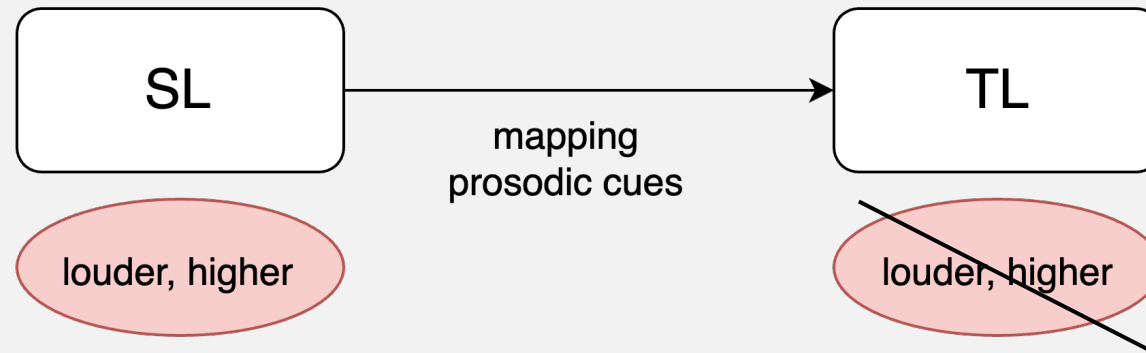 SL
TL
mapping
prosodic cues
louder, higher
louder, higher